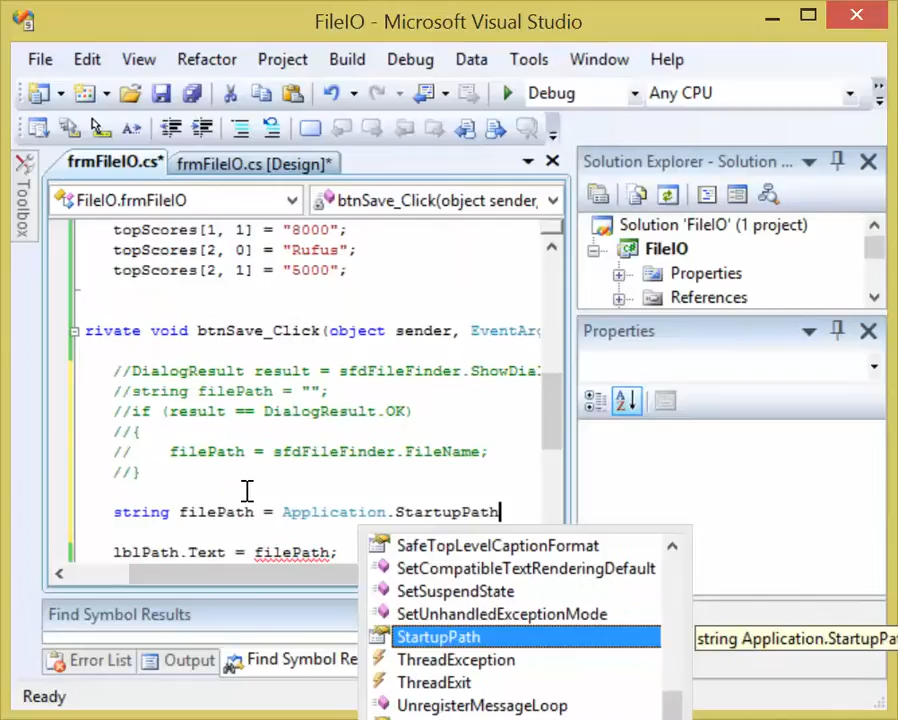 FileIO - Microsoft Visual Studio
File Edit View Refactor Project Build Debug Data Tools Window Help
Debug Any CPU
frmFileIO.cs* frmFileIO.cs [Design]*
Toolbox
FileIO.frmFileIO btnSave_Click(object sender,
topScores[1, 1] = "8000";
topScores[2, 0] = "Rufus";
topScores[2, 1] = "5000";
rivate void btnSave_Click(object sender, EventArg
//DialogResult result = sfdFileFinder.ShowDial
//string filePath = "";
//if (result == DialogResult.OK)
//{
// filePath = sfdFileFinder.FileName;
//}
string filePath = Application.StartupPath
lblPath.Text = filePath;
SafeTopLevelCaptionFormat
SetCompatibleTextRenderingDefault
SetSuspendState
SetUnhandledExceptionMode
StartupPath
ThreadException
ThreadExit
UnregisterMessageLoop
string Application.StartupPa
Solution Explorer - Solution ...
Solution 'FileIO' (1 project)
FileIO
Properties
References
Properties
Find Symbol Results
Error List Output Find Symbol Re
Ready